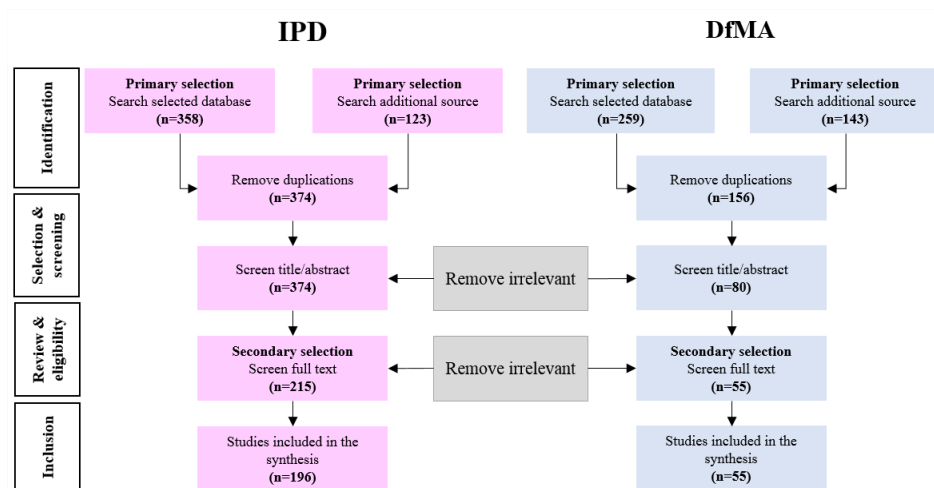 IPD
DfMA
Identification
Primary selection
Search selected database
(n=358)
Primary selection
Search additional source
(n=123)
Primary selection
Search selected database
(n=259)
Primary selection
Search additional source
(n=143)
Remove duplications
(n=374)
Remove duplications
(n=156)
Selection &
screening
Screen title/abstract
(n=374)
Remove irrelevant
Screen title/abstract
(n=80)
Review &
eligibility
Secondary selection
Screen full text
(n=215)
Remove irrelevant
Secondary selection
Screen full text
(n=55)
Inclusion
Studies included in the
synthesis
(n=196)
Studies included in the
synthesis
(n=55)